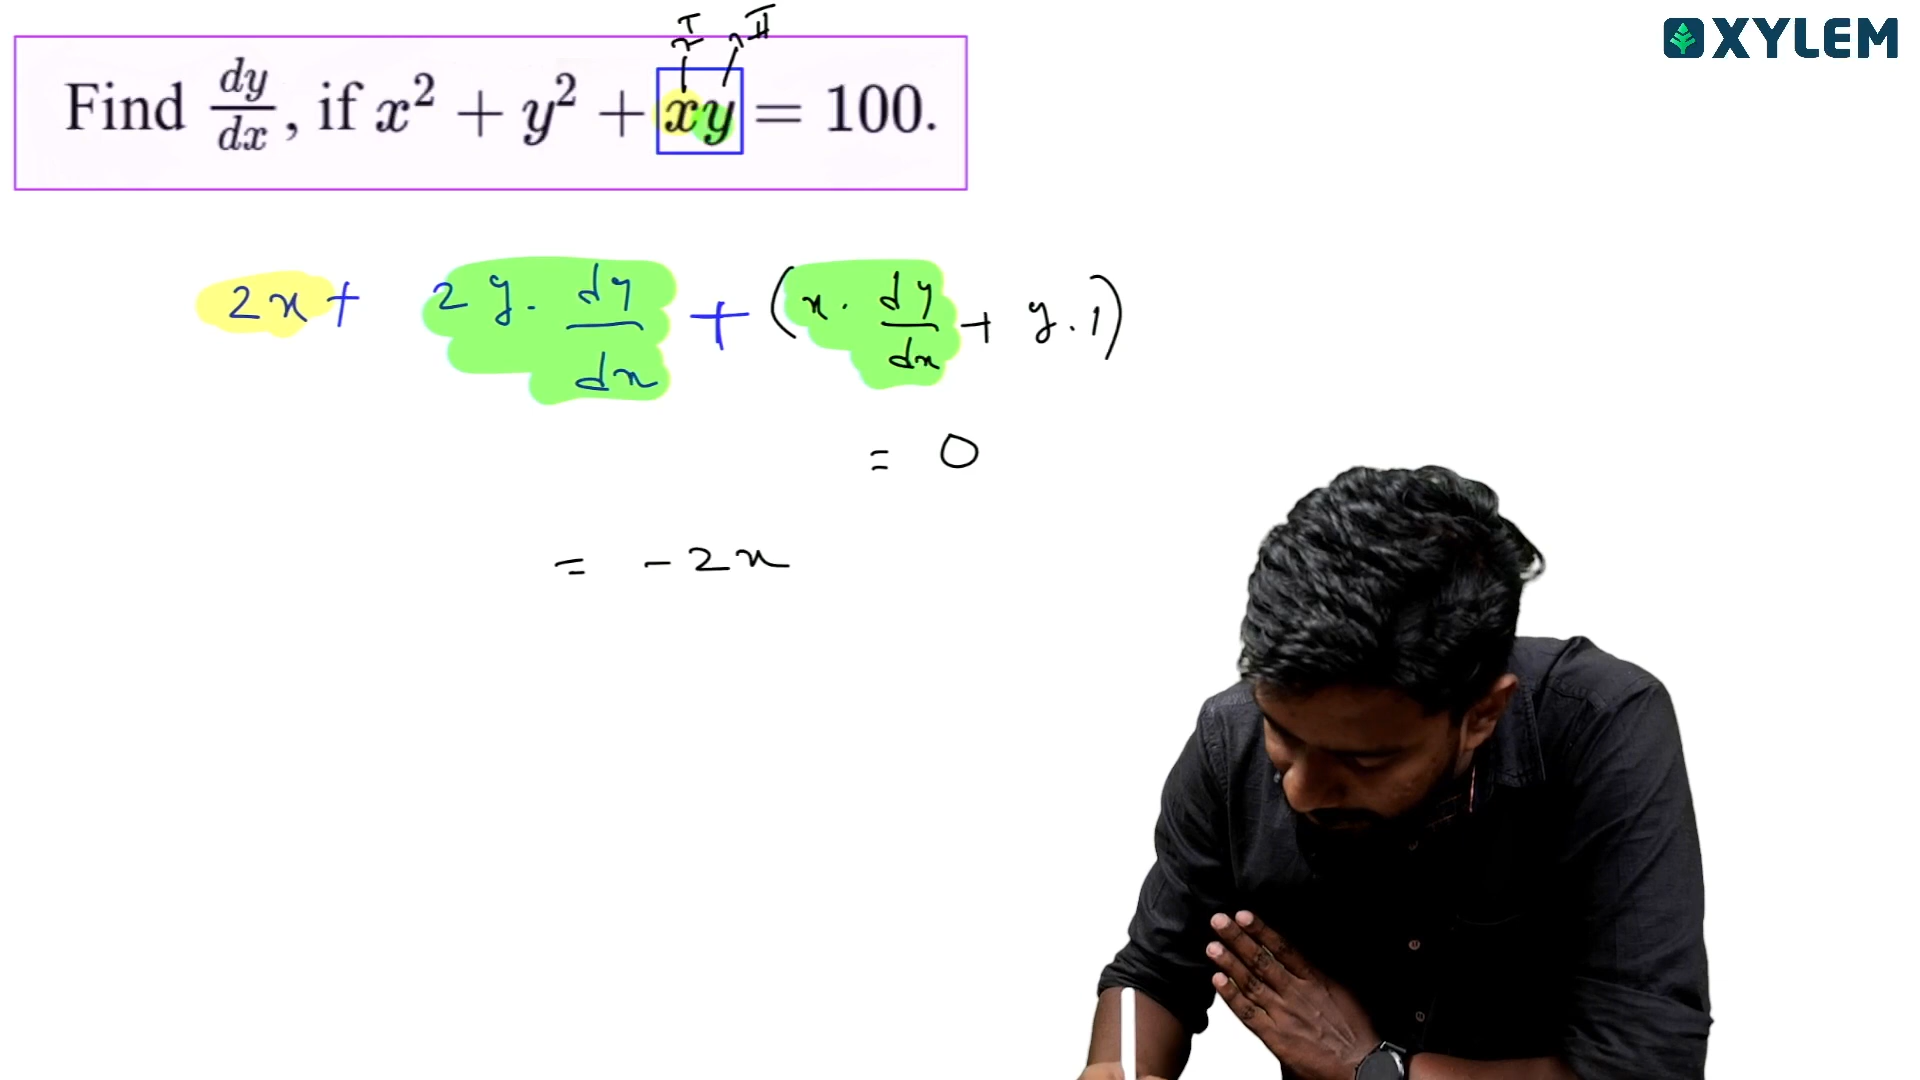 I II
XYLEM
Find dy/dx, if x² + y² + xy = 100.
2x + 2y · dy/dx + (x · dy/dx + y · 1)
= 0
= -2x